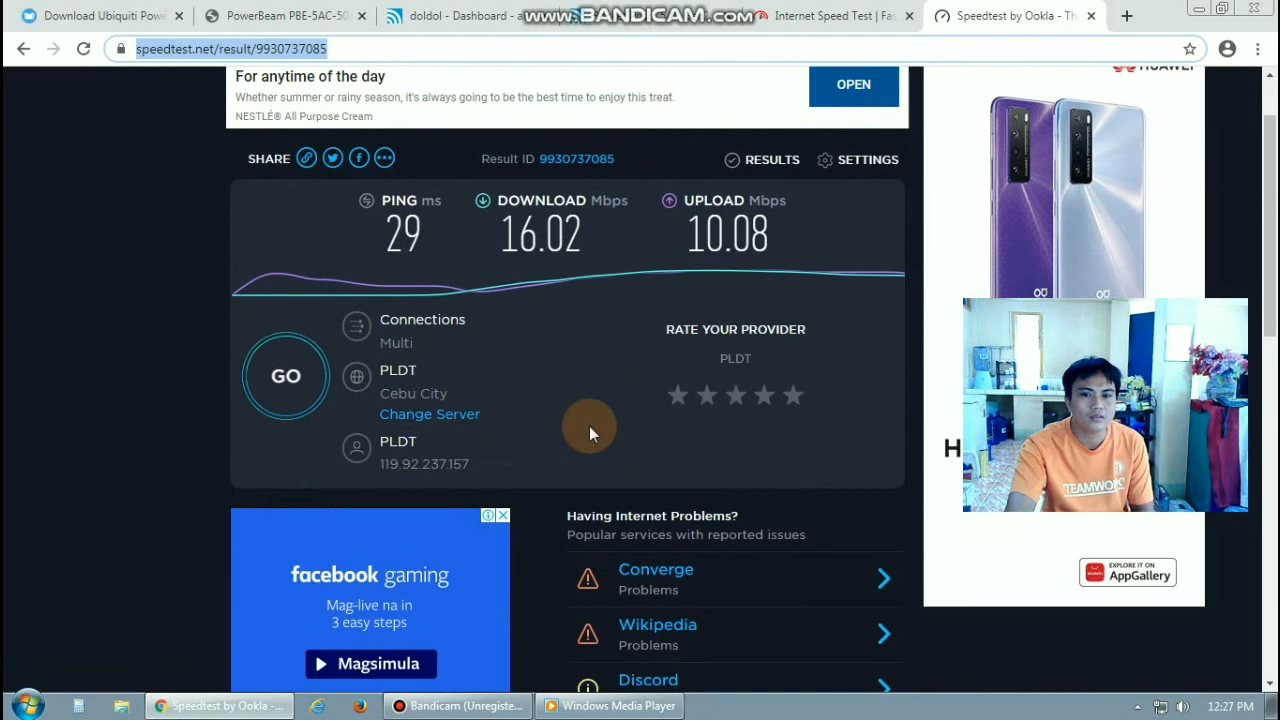 Download Ubiquiti Powe
PowerBeam PBE-5AC-50
doldol - Dashboard - a
www.BANDICAM.com
Internet Speed Test | Fas
Speedtest by Ookla - Th
speedtest.net/result/9930737085
For anytime of the day
Whether summer or rainy season, it's always going to be the best time to enjoy this treat.
NESTLÉ® All Purpose Cream
OPEN
HUAWEI
SHARE
Result ID 9930737085
RESULTS
SETTINGS
PING ms
DOWNLOAD Mbps
UPLOAD Mbps
29
16.02
10.08
Connections
Multi
PLDT
Cebu City
Change Server
PLDT
119.92.237.157
GO
RATE YOUR PROVIDER
PLDT
H
TEAMWORK
EXPLORE IT ON
AppGallery
facebook gaming
Mag-live na in
3 easy steps
Magsimula
Having Internet Problems?
Popular services with reported issues
Converge
Problems
Wikipedia
Problems
Discord
Speedtest by Ookla -...
Bandicam (Unregiste...
Windows Media Player
12:27 PM